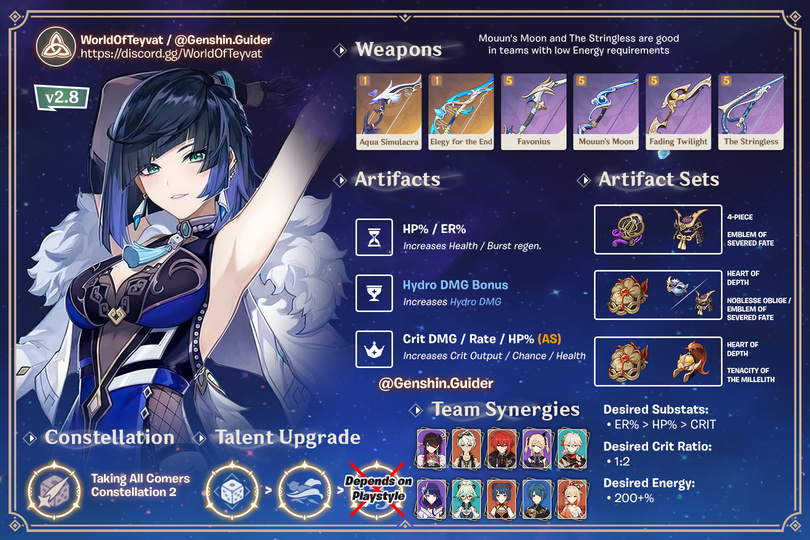 WorldOfTeyvat / @Genshin.Guider
https://discord.gg/WorldOfTeyvat
v2.8
Weapons
Mouun's Moon and The Stringless are good
in teams with low Energy requirements
1
1
5
5
5
5
Aqua Simulacra
Elegy for the End
Favonius
Mouun's Moon
Fading Twilight
The Stringless
Artifacts
HP% / ER%
Increases Health / Burst regen.
Hydro DMG Bonus
Increases Hydro DMG
Crit DMG / Rate / HP% (AS)
Increases Crit Output / Chance / Health
@Genshin.Guider
Artifact Sets
4-PIECE
EMBLEM OF
SEVERED FATE
HEART OF
DEPTH
NOBLESSE OBLIGE /
EMBLEM OF
SEVERED FATE
HEART OF
DEPTH
TENACITY OF
THE MILLELITH
Constellation
Taking All Comers
Constellation 2
Talent Upgrade
>
>
Depends on
Playstyle
Team Synergies
Desired Substats:
• ER% > HP% > CRIT
Desired Crit Ratio:
• 1:2
Desired Energy:
• 200+%